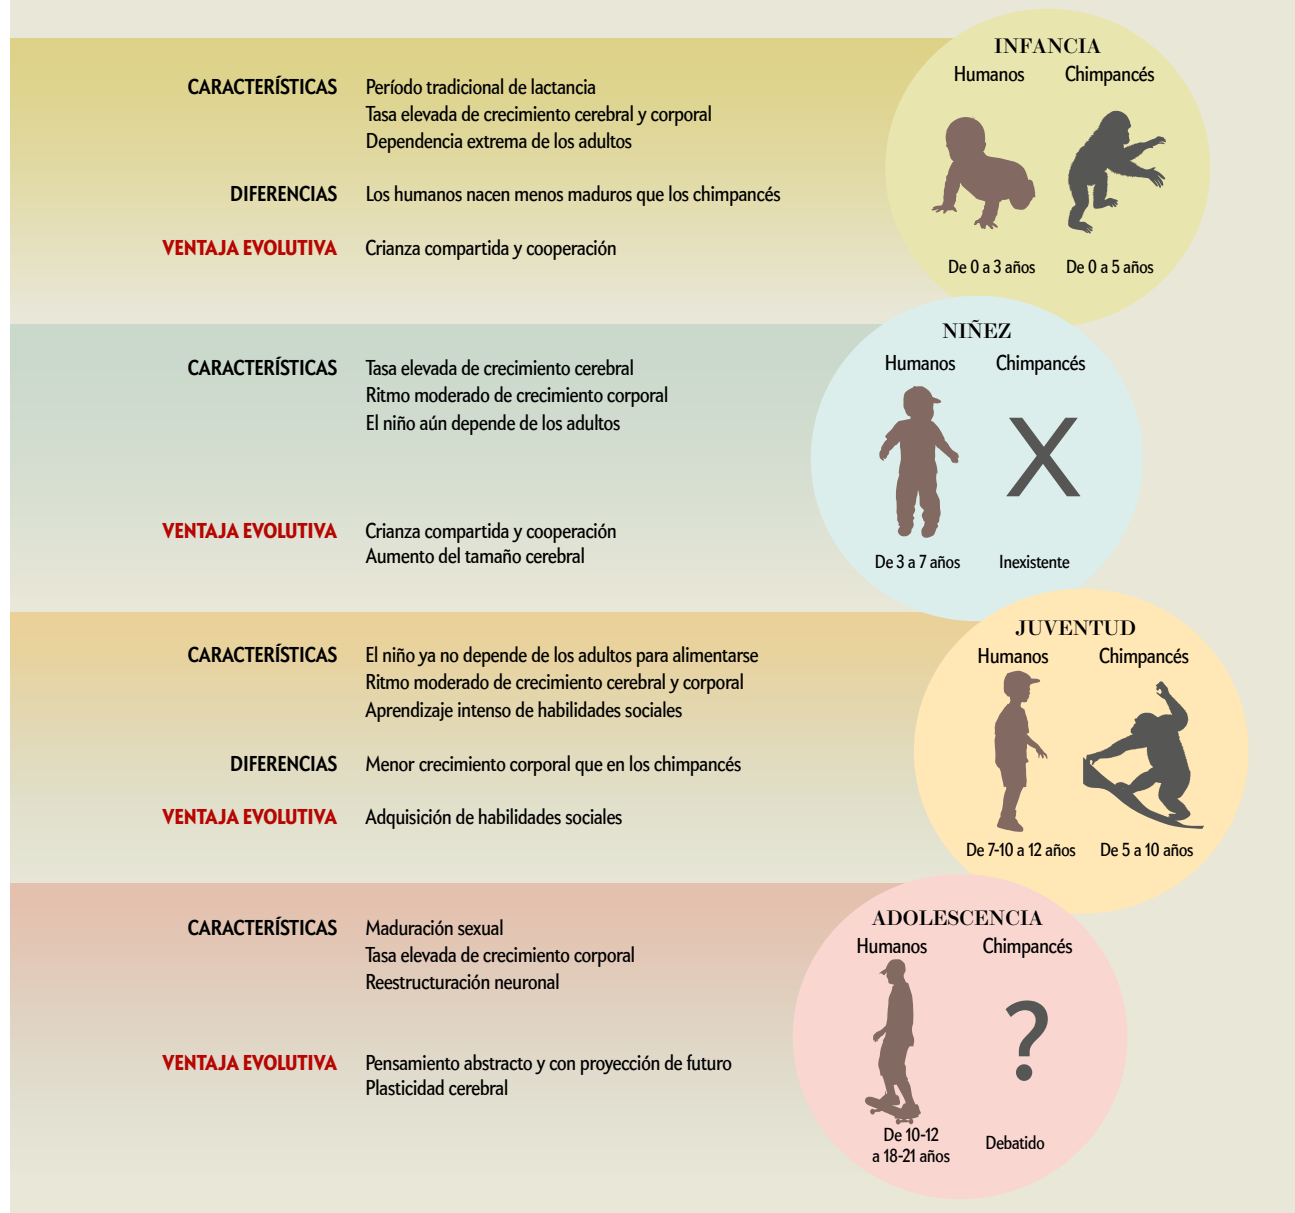 INFANCIA
Humanos Chimpancés
CARACTERÍSTICAS Período tradicional de lactancia
Tasa elevada de crecimiento cerebral y corporal
Dependencia extrema de los adultos
DIFERENCIAS Los humanos nacen menos maduros que los chimpancés
VENTAJA EVOLUTIVA Crianza compartida y cooperación
De 0 a 3 años De 0 a 5 años
NIÑEZ
Humanos Chimpancés
CARACTERÍSTICAS Tasa elevada de crecimiento cerebral
Ritmo moderado de crecimiento corporal
El niño aún depende de los adultos
X
VENTAJA EVOLUTIVA Crianza compartida y cooperación
Aumento del tamaño cerebral
De 3 a 7 años Inexistente
JUVENTUD
Humanos Chimpancés
CARACTERÍSTICAS El niño ya no depende de los adultos para alimentarse
Ritmo moderado de crecimiento cerebral y corporal
Aprendizaje intenso de habilidades sociales
DIFERENCIAS Menor crecimiento corporal que en los chimpancés
VENTAJA EVOLUTIVA Adquisición de habilidades sociales
De 7-10 a 12 años De 5 a 10 años
ADOLESCENCIA
Humanos Chimpancés
CARACTERÍSTICAS Maduración sexual
Tasa elevada de crecimiento corporal
Reestructuración neuronal
?
VENTAJA EVOLUTIVA Pensamiento abstracto y con proyección de futuro
Plasticidad cerebral
De 10-12
a 18-21 años
Debatido